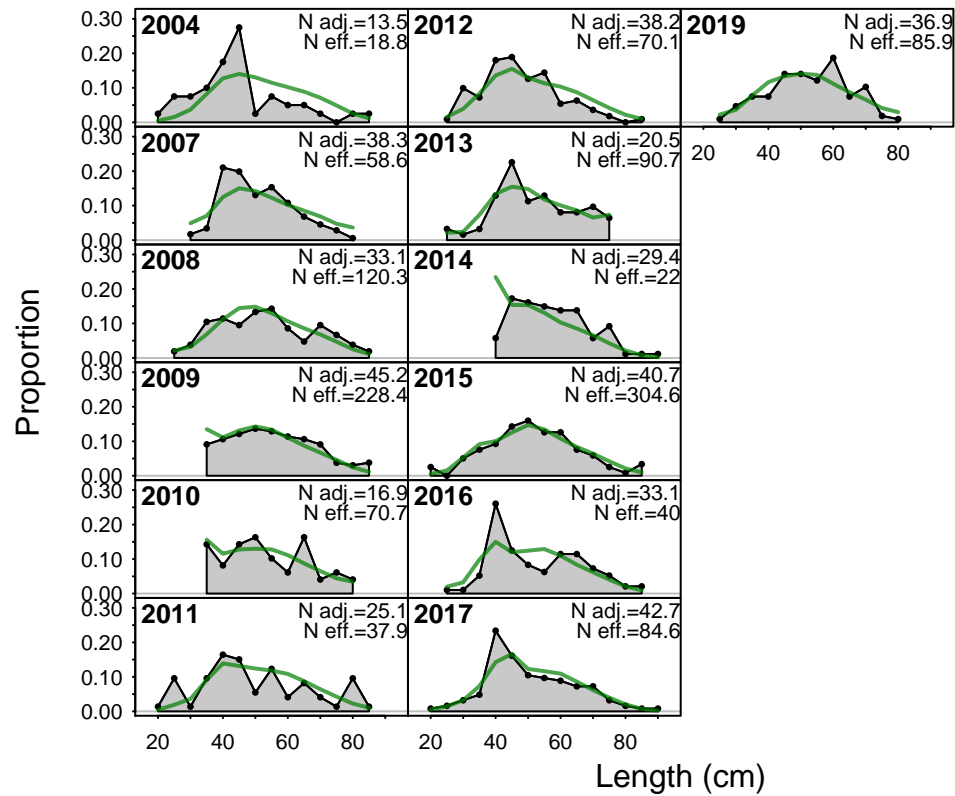 Proportion
2004
N adj.=13.5
N eff.=18.8
0.00
0.10
0.20
0.30
2007
N adj.=38.3
N eff.=58.6
0.00
0.10
0.20
0.30
2008
N adj.=33.1
N eff.=120.3
0.00
0.10
0.20
0.30
2009
N adj.=45.2
N eff.=228.4
0.00
0.10
0.20
0.30
2010
N adj.=16.9
N eff.=70.7
0.00
0.10
0.20
0.30
2011
N adj.=25.1
N eff.=37.9
0.00
0.10
0.20
0.30
20 40 60 80
2012
N adj.=38.2
N eff.=70.1
2013
N adj.=20.5
N eff.=90.7
2014
N adj.=29.4
N eff.=22
2015
N adj.=40.7
N eff.=304.6
2016
N adj.=33.1
N eff.=40
2017
N adj.=42.7
N eff.=84.6
20 40 60 80
2019
N adj.=36.9
N eff.=85.9
20 40 60 80
Length (cm)